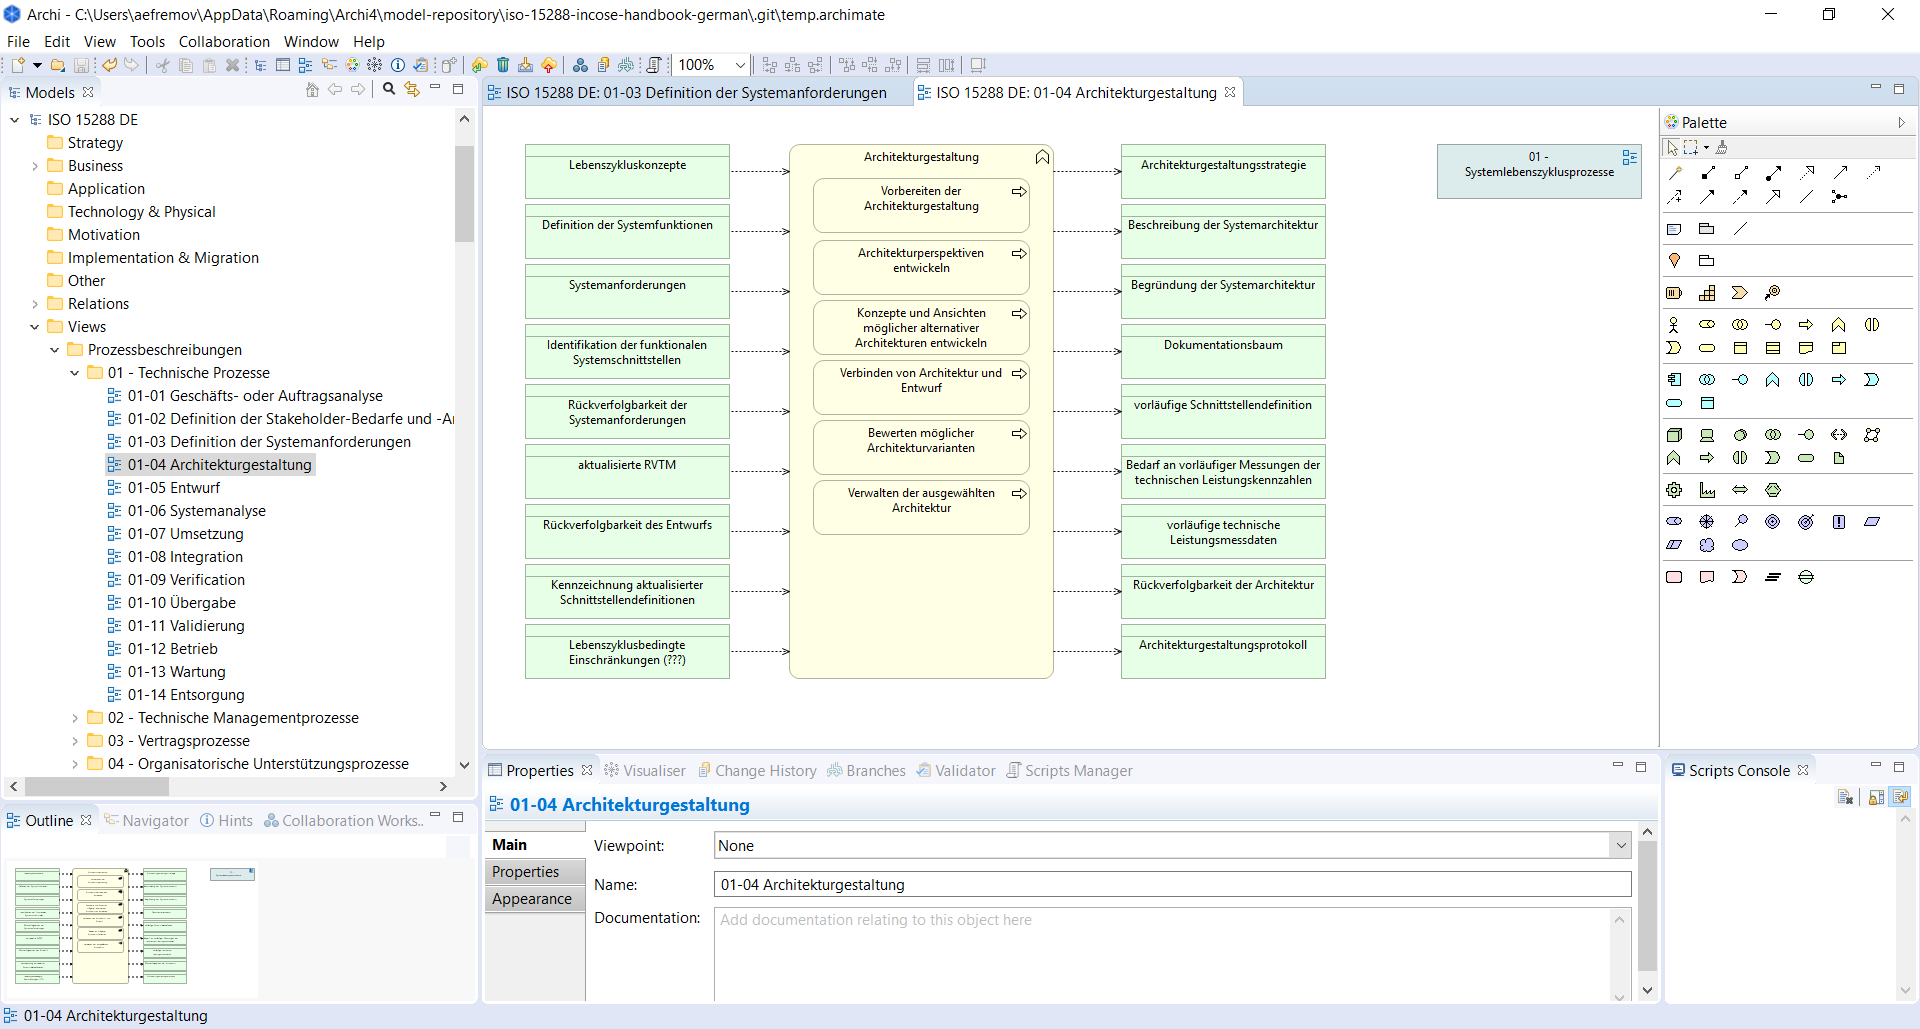 Archi - C:\Users\aefremov\AppData\Roaming\Archi4\model-repository\iso-15288-incose-handbook-german\.git\temp.archimate
File Edit View Tools Collaboration Window Help
100%
Models
ISO 15288 DE
Strategy
Business
Application
Technology & Physical
Motivation
Implementation & Migration
Other
Relations
Views
Prozessbeschreibungen
01 - Technische Prozesse
01-01 Geschäfts- oder Auftragsanalyse
01-02 Definition der Stakeholder-Bedarfe und -A
01-03 Definition der Systemanforderungen
01-04 Architekturgestaltung
01-05 Entwurf
01-06 Systemanalyse
01-07 Umsetzung
01-08 Integration
01-09 Verification
01-10 Übergabe
01-11 Validierung
01-12 Betrieb
01-13 Wartung
01-14 Entsorgung
02 - Technische Managementprozesse
03 - Vertragsprozesse
04 - Organisatorische Unterstützungsprozesse
Outline Navigator Hints Collaboration Works..
ISO 15288 DE: 01-03 Definition der Systemanforderungen
ISO 15288 DE: 01-04 Architekturgestaltung
Lebenszykluskonzepte
Definition der Systemfunktionen
Systemanforderungen
Identifikation der funktionalen
Systemschnittstellen
Rückverfolgbarkeit der
Systemanforderungen
aktualisierte RVTM
Rückverfolgbarkeit des Entwurfs
Kennzeichnung aktualisierter
Schnittstellendefinitionen
Lebenszyklusbedingte
Einschränkungen (???)
Architekturgestaltung
Vorbereiten der
Architekturgestaltung
Architekturperspektiven
entwickeln
Konzepte und Ansichten
möglicher alternativer
Architekturen entwickeln
Verbinden von Architektur und
Entwurf
Bewerten möglicher
Architekturvarianten
Verwalten der ausgewählten
Architektur
Architekturgestaltungsstrategie
Beschreibung der Systemarchitektur
Begründung der Systemarchitektur
Dokumentationsbaum
vorläufige Schnittstellendefinition
Bedarf an vorläufiger Messungen der
technischen Leistungskennzahlen
vorläufige technische
Leistungsmessdaten
Rückverfolgbarkeit der Architektur
Architekturgestaltungsprotokoll
01 -
Systemlebenszyklusprozesse
Palette
Properties Visualiser Change History Branches Validator Scripts Manager
01-04 Architekturgestaltung
Main
Properties
Appearance
Viewpoint: None
Name: 01-04 Architekturgestaltung
Documentation: Add documentation relating to this object here
Scripts Console
01-04 Architekturgestaltung